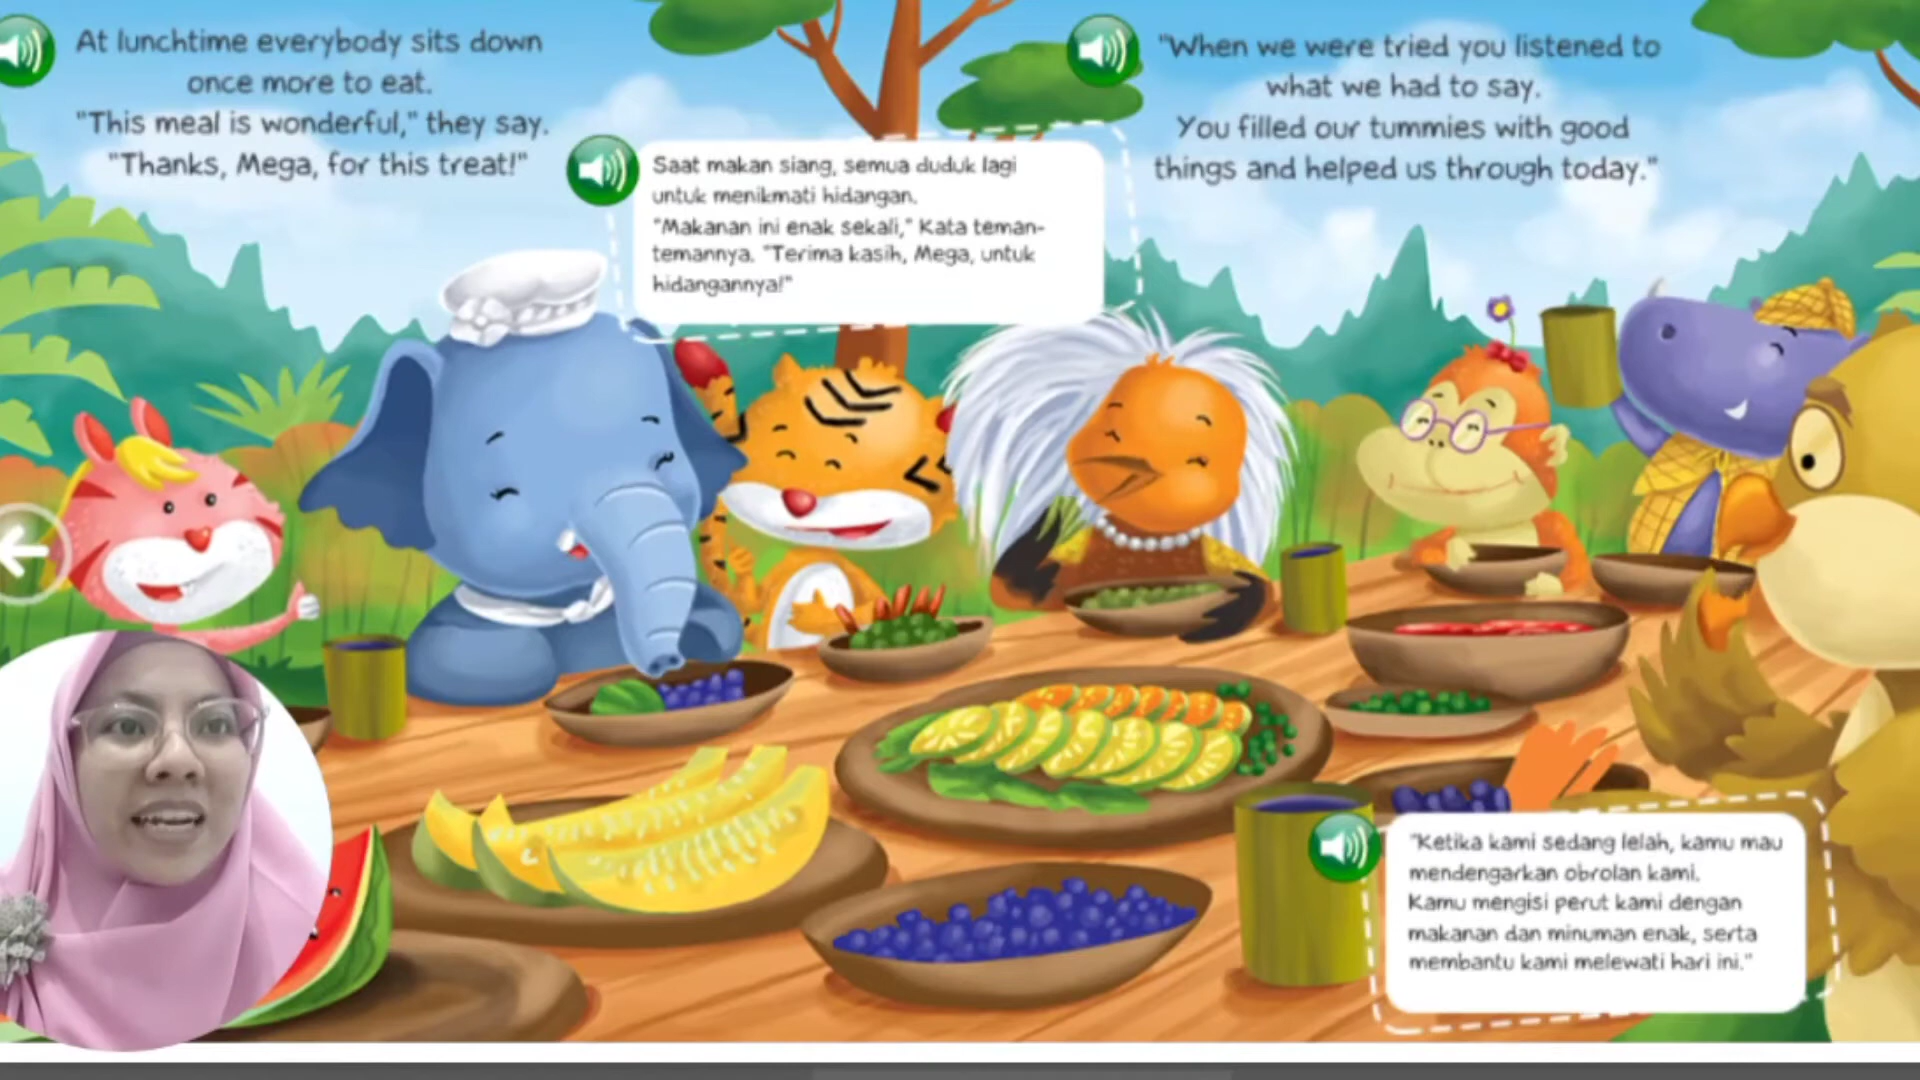 At lunchtime everybody sits down
once more to eat.
"This meal is wonderful," they say.
"Thanks, Mega, for this treat!"
Saat makan siang, semua duduk lagi
untuk menikmati hidangan.
"Makanan ini enak sekali," Kata teman-
temannya. "Terima kasih, Mega, untuk
hidangannya!"
"When we were tried you listened to
what we had to say.
You filled our tummies with good
things and helped us through today."
"Ketika kami sedang lelah, kamu mau
mendengarkan obrolan kami.
Kamu mengisi perut kami dengan
makanan dan minuman enak, serta
membantu kami melewati hari ini."